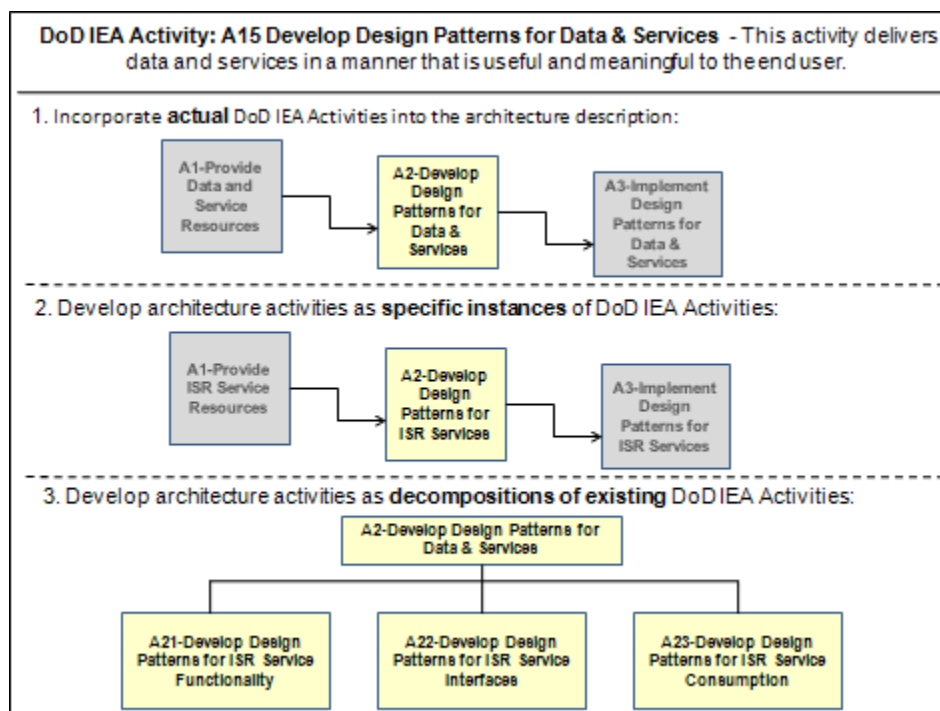 DoD IEA Activity: A15 Develop Design Patterns for Data & Services - This activity delivers
data and services in a manner that is useful and meaningful to the end user.
1. Incorporate actual DoD IEA Activities into the architecture description:
A1-Provide
Data and
Service
Resources
A2-Develop
Design
Patterns for
Data &
Services
A3-Implement
Design
Patterns for
Data &
Services
2. Develop architecture activities as specific instances of DoD IEA Activities:
A1-Provide
ISR Service
Resources
A2-Develop
Design
Patterns for
ISR Services
A3-Implement
Design
Patterns for
ISR Services
3. Develop architecture activities as decompositions of existing DoD IEA Activities:
A2-Develop Design Patterns for
Data & Services
A21-Develop Design
Patterns for ISR Service
Functionality
A22-Develop Design
Patterns for ISR Service
Interfaces
A23-Develop Design
Patterns for ISR Service
Consumption